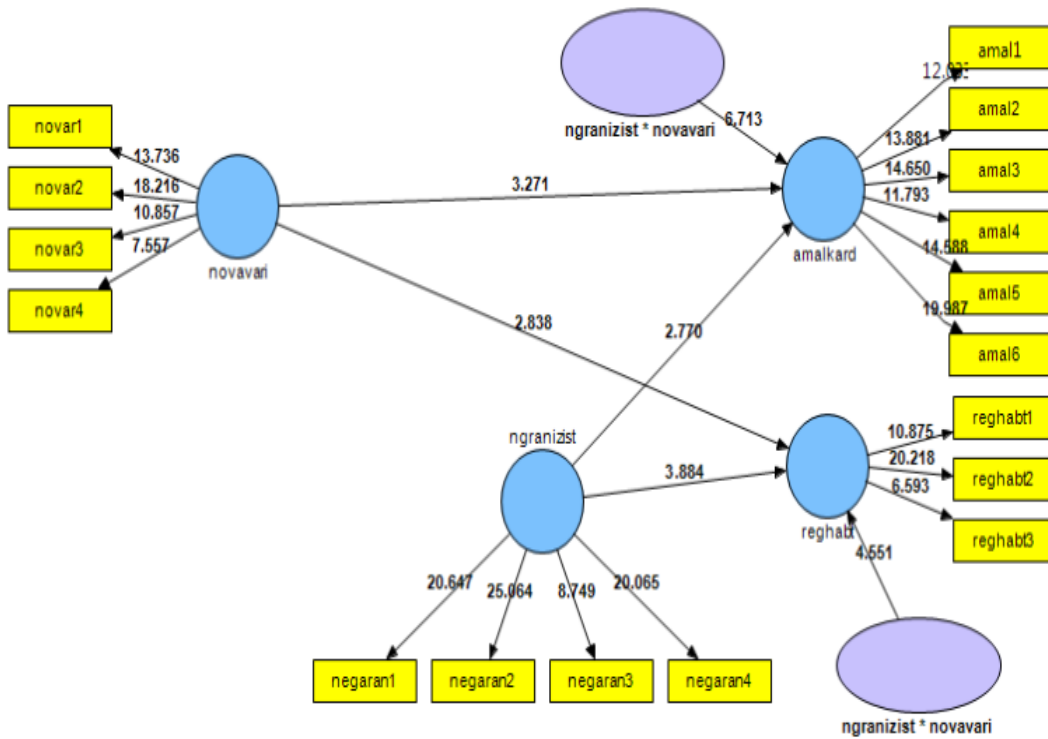 amal1
12.0
ngranizist * novavari
6.713
amal2
13.881
novar1
13.736
amal3
14.650
novar2
18.216
3.271
11.793
amal4
novar3
10.857
7.557
novavari
amalkard
14.588
amal5
novar4
19.987
2.838
2.770
amal6
reghabt1
10.875
ngranizist
20.218
reghabt2
3.884
6.593
reghabt
reghabt3
4.551
20.647
25.064
8.749
20.065
negaran1
negaran2
negaran3
negaran4
ngranizist * novavari